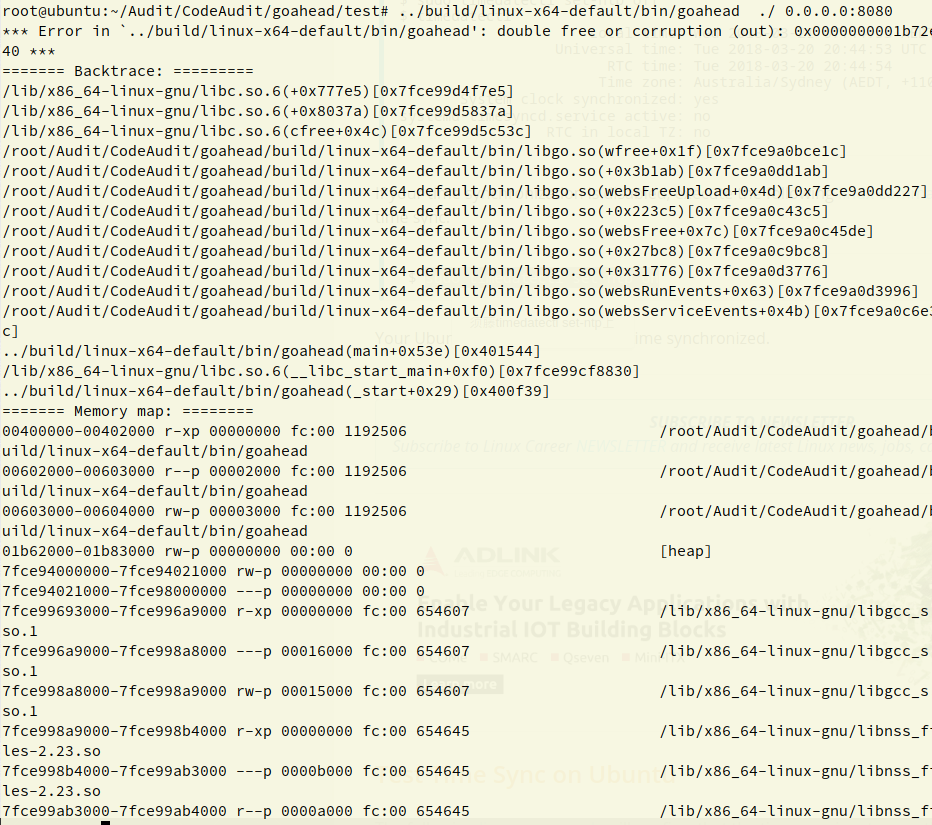 root@ubuntu:~/Audit/CodeAudit/goahead/test# ../build/linux-x64-default/bin/goahead  ./ 0.0.0.0:8080
*** Error in `../build/linux-x64-default/bin/goahead': double free or corruption (out): 0x0000000001b72e
40 ***
======= Backtrace: =========
/lib/x86_64-linux-gnu/libc.so.6(+0x777e5)[0x7fce99d4f7e5]
/lib/x86_64-linux-gnu/libc.so.6(+0x8037a)[0x7fce99d5837a]
/lib/x86_64-linux-gnu/libc.so.6(cfree+0x4c)[0x7fce99d5c53c]
/root/Audit/CodeAudit/goahead/build/linux-x64-default/bin/libgo.so(wfree+0x1f)[0x7fce9a0bce1c]
/root/Audit/CodeAudit/goahead/build/linux-x64-default/bin/libgo.so(+0x3b1ab)[0x7fce9a0dd1ab]
/root/Audit/CodeAudit/goahead/build/linux-x64-default/bin/libgo.so(websFreeUpload+0x4d)[0x7fce9a0dd227]
/root/Audit/CodeAudit/goahead/build/linux-x64-default/bin/libgo.so(+0x223c5)[0x7fce9a0c43c5]
/root/Audit/CodeAudit/goahead/build/linux-x64-default/bin/libgo.so(websFree+0x7c)[0x7fce9a0c45de]
/root/Audit/CodeAudit/goahead/build/linux-x64-default/bin/libgo.so(+0x27bc8)[0x7fce9a0c9bc8]
/root/Audit/CodeAudit/goahead/build/linux-x64-default/bin/libgo.so(+0x31776)[0x7fce9a0d3776]
/root/Audit/CodeAudit/goahead/build/linux-x64-default/bin/libgo.so(websRunEvents+0x63)[0x7fce9a0d3996]
/root/Audit/CodeAudit/goahead/build/linux-x64-default/bin/libgo.so(websServiceEvents+0x4b)[0x7fce9a0c6e3
c]
../build/linux-x64-default/bin/goahead(main+0x53e)[0x401544]
/lib/x86_64-linux-gnu/libc.so.6(__libc_start_main+0xf0)[0x7fce99cf8830]
../build/linux-x64-default/bin/goahead(_start+0x29)[0x400f39]
======= Memory map: ========
00400000-00402000 r-xp 00000000 fc:00 1192506                            /root/Audit/CodeAudit/goahead/b
uild/linux-x64-default/bin/goahead
00602000-00603000 r--p 00002000 fc:00 1192506                            /root/Audit/CodeAudit/goahead/b
uild/linux-x64-default/bin/goahead
00603000-00604000 rw-p 00003000 fc:00 1192506                            /root/Audit/CodeAudit/goahead/b
uild/linux-x64-default/bin/goahead
01b62000-01b83000 rw-p 00000000 00:00 0                                  [heap]
7fce94000000-7fce94021000 rw-p 00000000 00:00 0
7fce94021000-7fce98000000 ---p 00000000 00:00 0
7fce99693000-7fce996a9000 r-xp 00000000 fc:00 654607                     /lib/x86_64-linux-gnu/libgcc_s.
so.1
7fce996a9000-7fce998a8000 ---p 00016000 fc:00 654607                     /lib/x86_64-linux-gnu/libgcc_s.
so.1
7fce998a8000-7fce998a9000 rw-p 00015000 fc:00 654607                     /lib/x86_64-linux-gnu/libgcc_s.
so.1
7fce998a9000-7fce998b4000 r-xp 00000000 fc:00 654645                     /lib/x86_64-linux-gnu/libnss_fi
les-2.23.so
7fce998b4000-7fce99ab3000 ---p 0000b000 fc:00 654645                     /lib/x86_64-linux-gnu/libnss_fi
les-2.23.so
7fce99ab3000-7fce99ab4000 r--p 0000a000 fc:00 654645                     /lib/x86_64-linux-gnu/libnss_fi